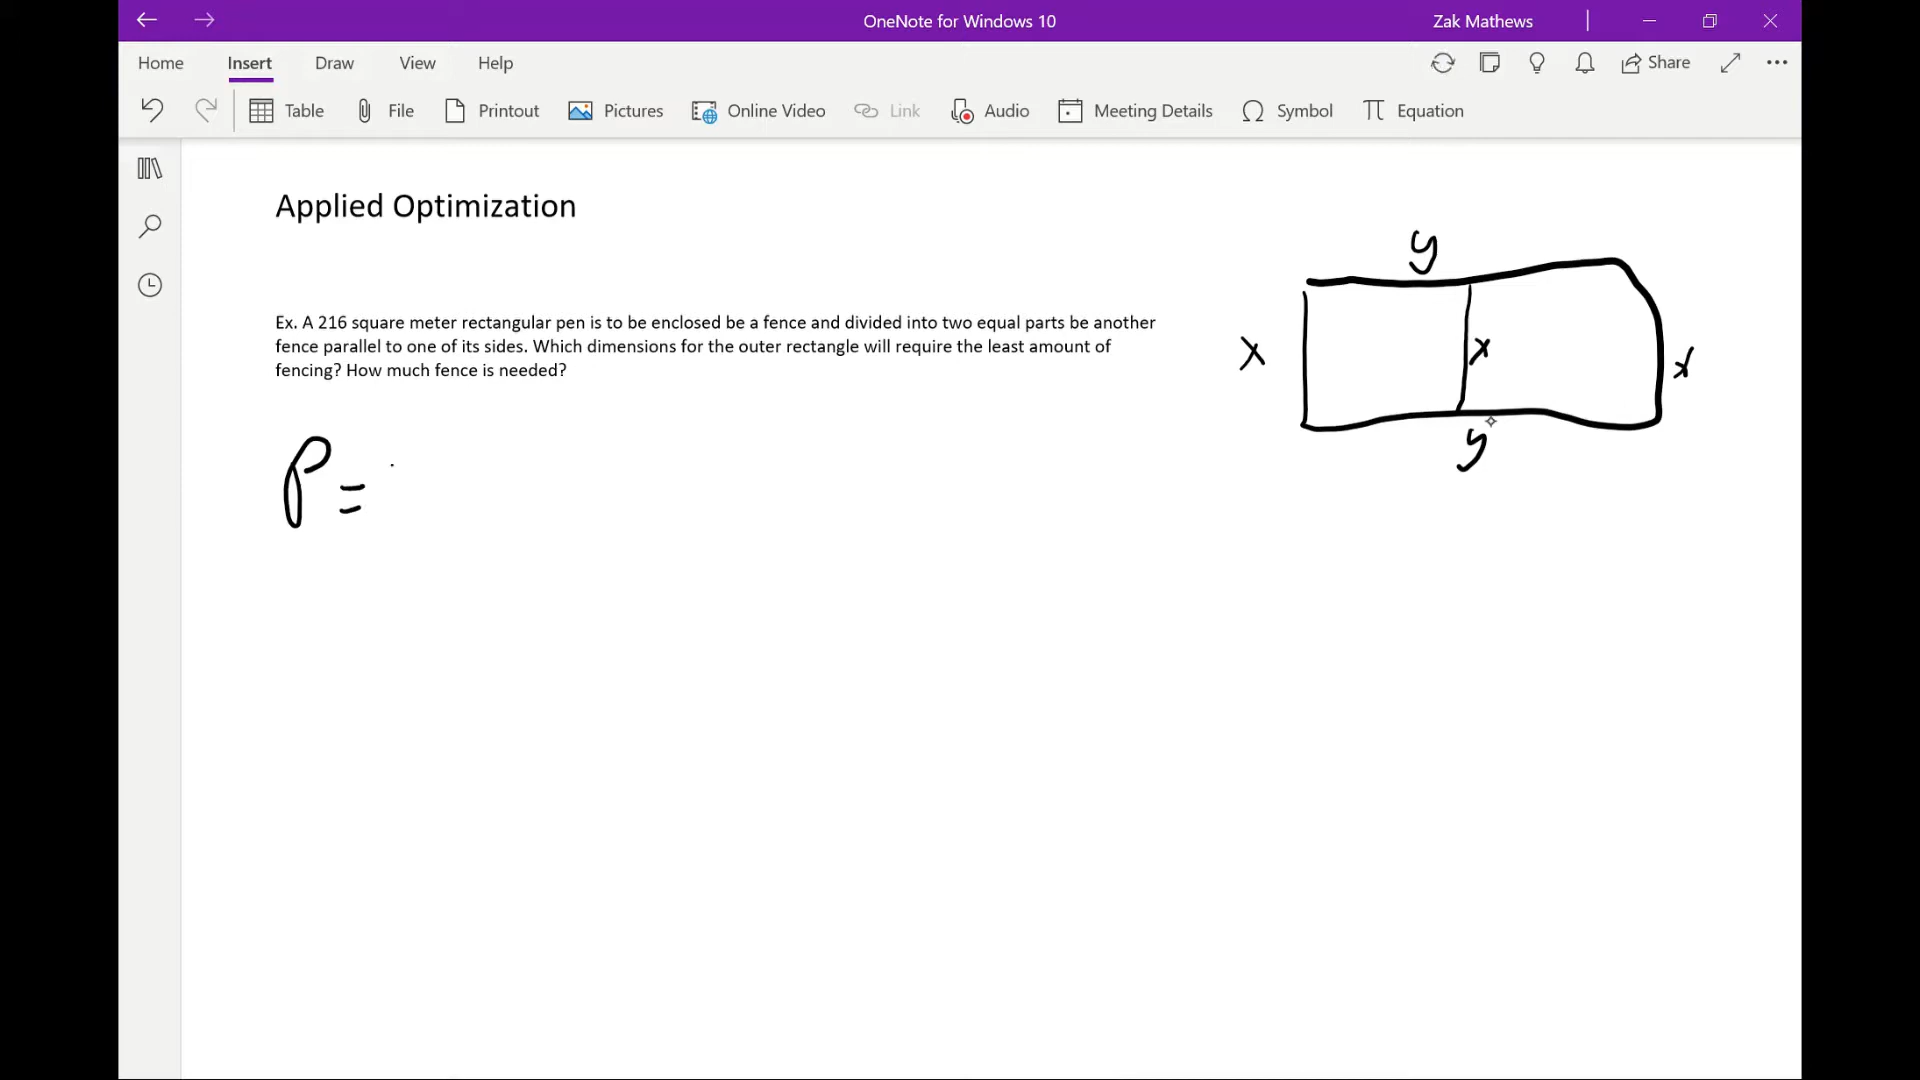 OneNote for Windows 10
Zak Mathews
Home Insert Draw View Help
Share
Table File Printout Pictures Online Video Link Audio Meeting Details Symbol Equation
Applied Optimization
Ex. A 216 square meter rectangular pen is to be enclosed be a fence and divided into two equal parts be another
fence parallel to one of its sides. Which dimensions for the outer rectangle will require the least amount of
fencing? How much fence is needed?
y
x x x
y
P =